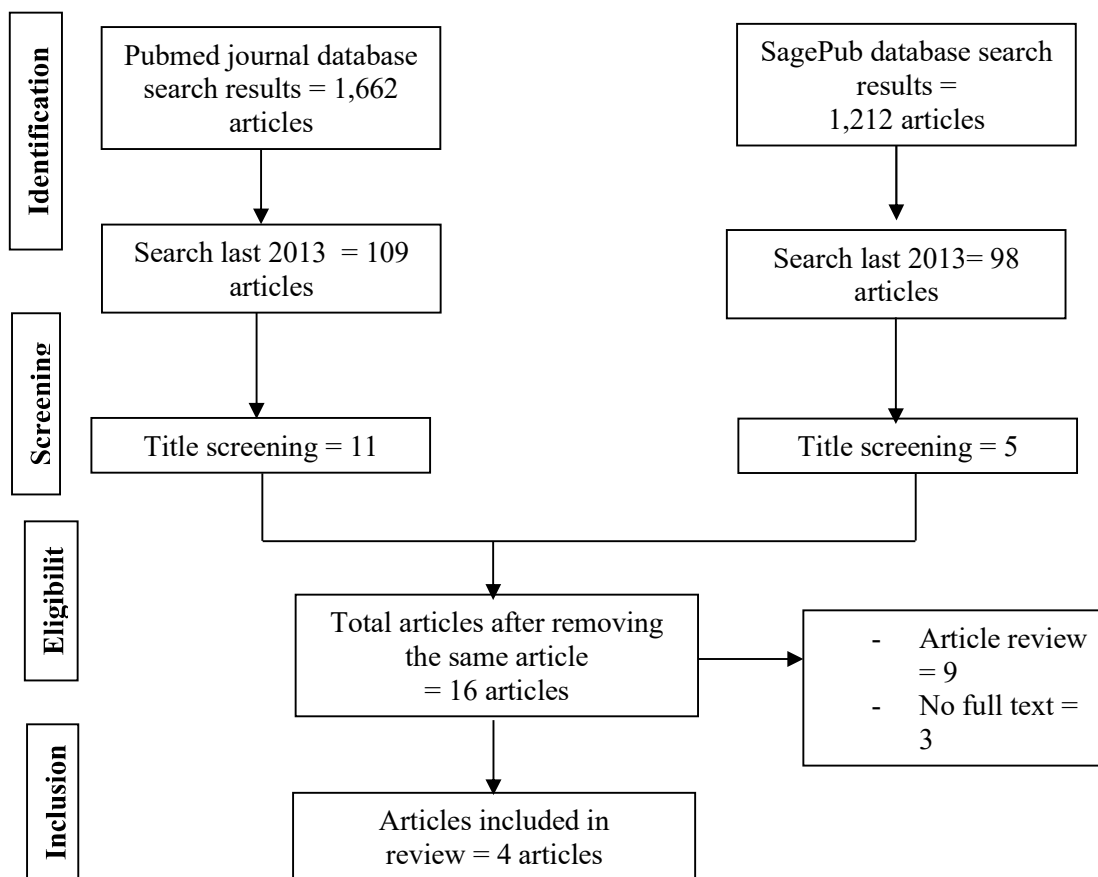 Identification
Pubmed journal database
search results = 1,662
articles
SagePub database search
results =
1,212 articles
Search last 2013  = 109
articles
Search last 2013= 98
articles
Screening
Title screening = 11
Title screening = 5
Eligibilit
Total articles after removing
the same article
= 16 articles
- Article review
= 9
- No full text =
3
Inclusion
Articles included in
review = 4 articles